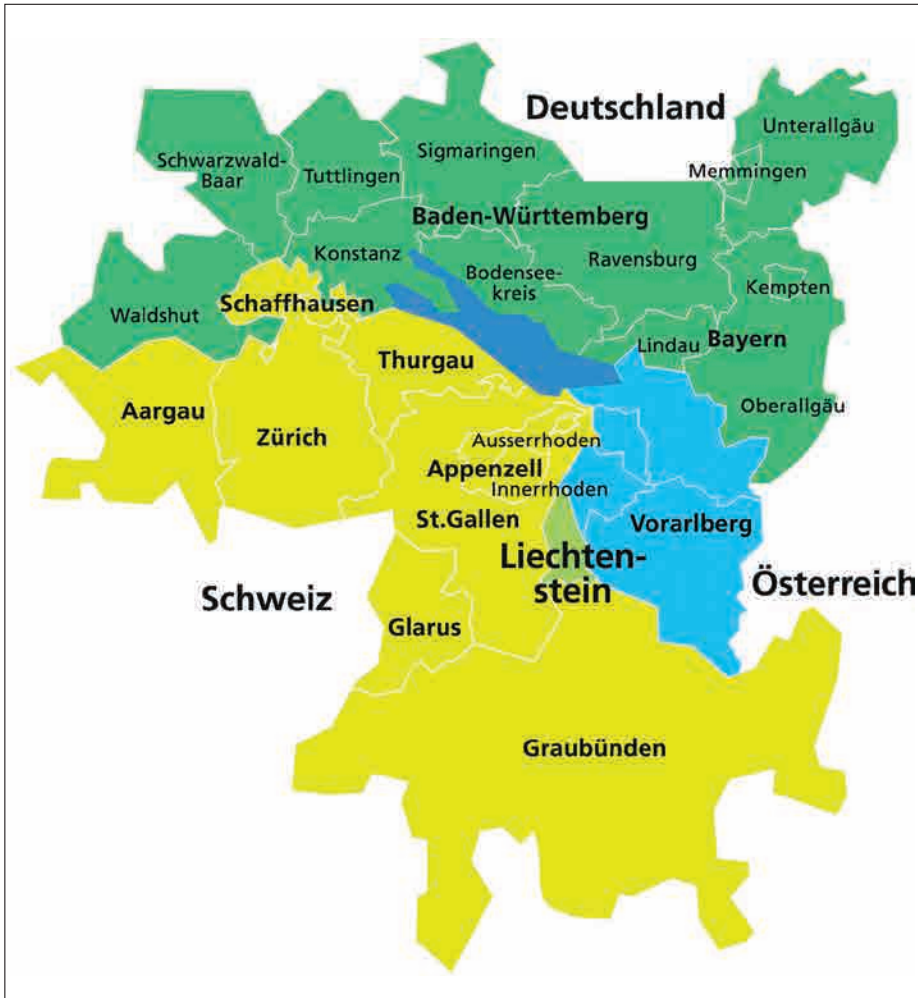 Deutschland
Unterallgäu
Sigmaringen
Schwarzwald-
Baar
Tuttlingen
Memmingen
Baden-Württemberg
Konstanz
Bodensee-
kreis
Ravensburg
Kempten
Schaffhausen
Waldshut
Lindau
Bayern
Thurgau
Oberallgäu
Aargau
Zürich
Ausserrhoden
Appenzell
Innerrhoden
St.Gallen
Vorarlberg
Liechten-
stein
Österreich
Schweiz
Glarus
Graubünden